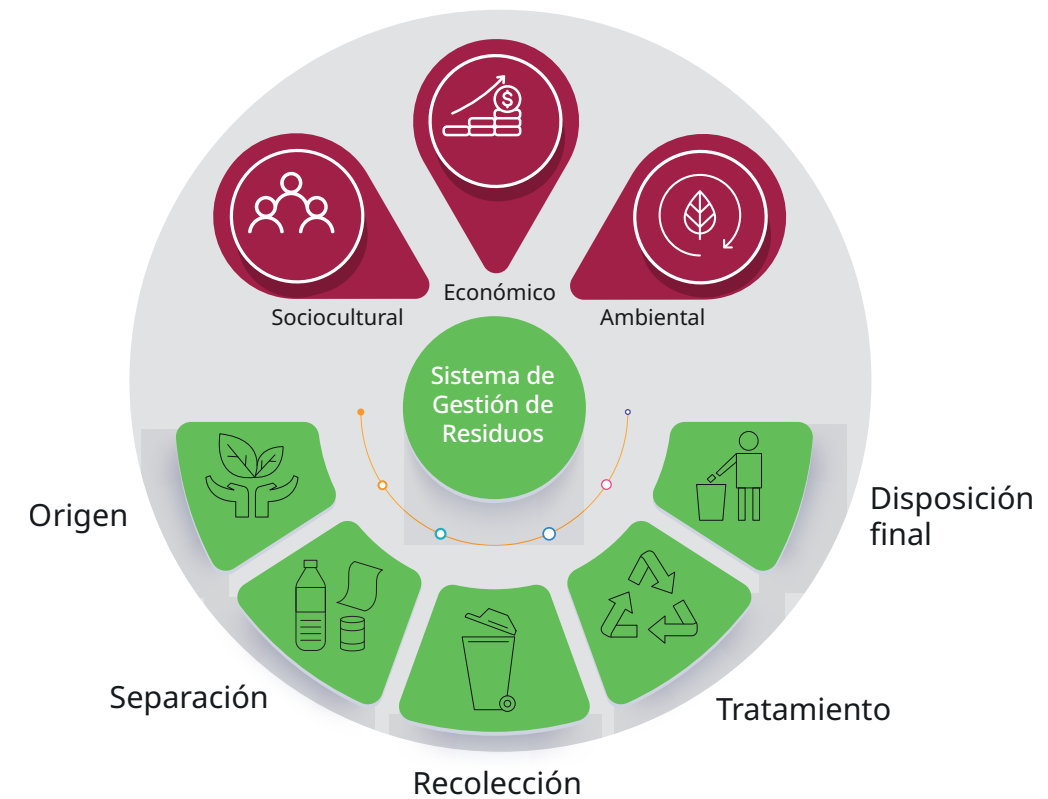 Económico
Sociocultural
Ambiental
Sistema de
Gestión de
Residuos
Origen
Disposición
final
Separación
Tratamiento
Recolección